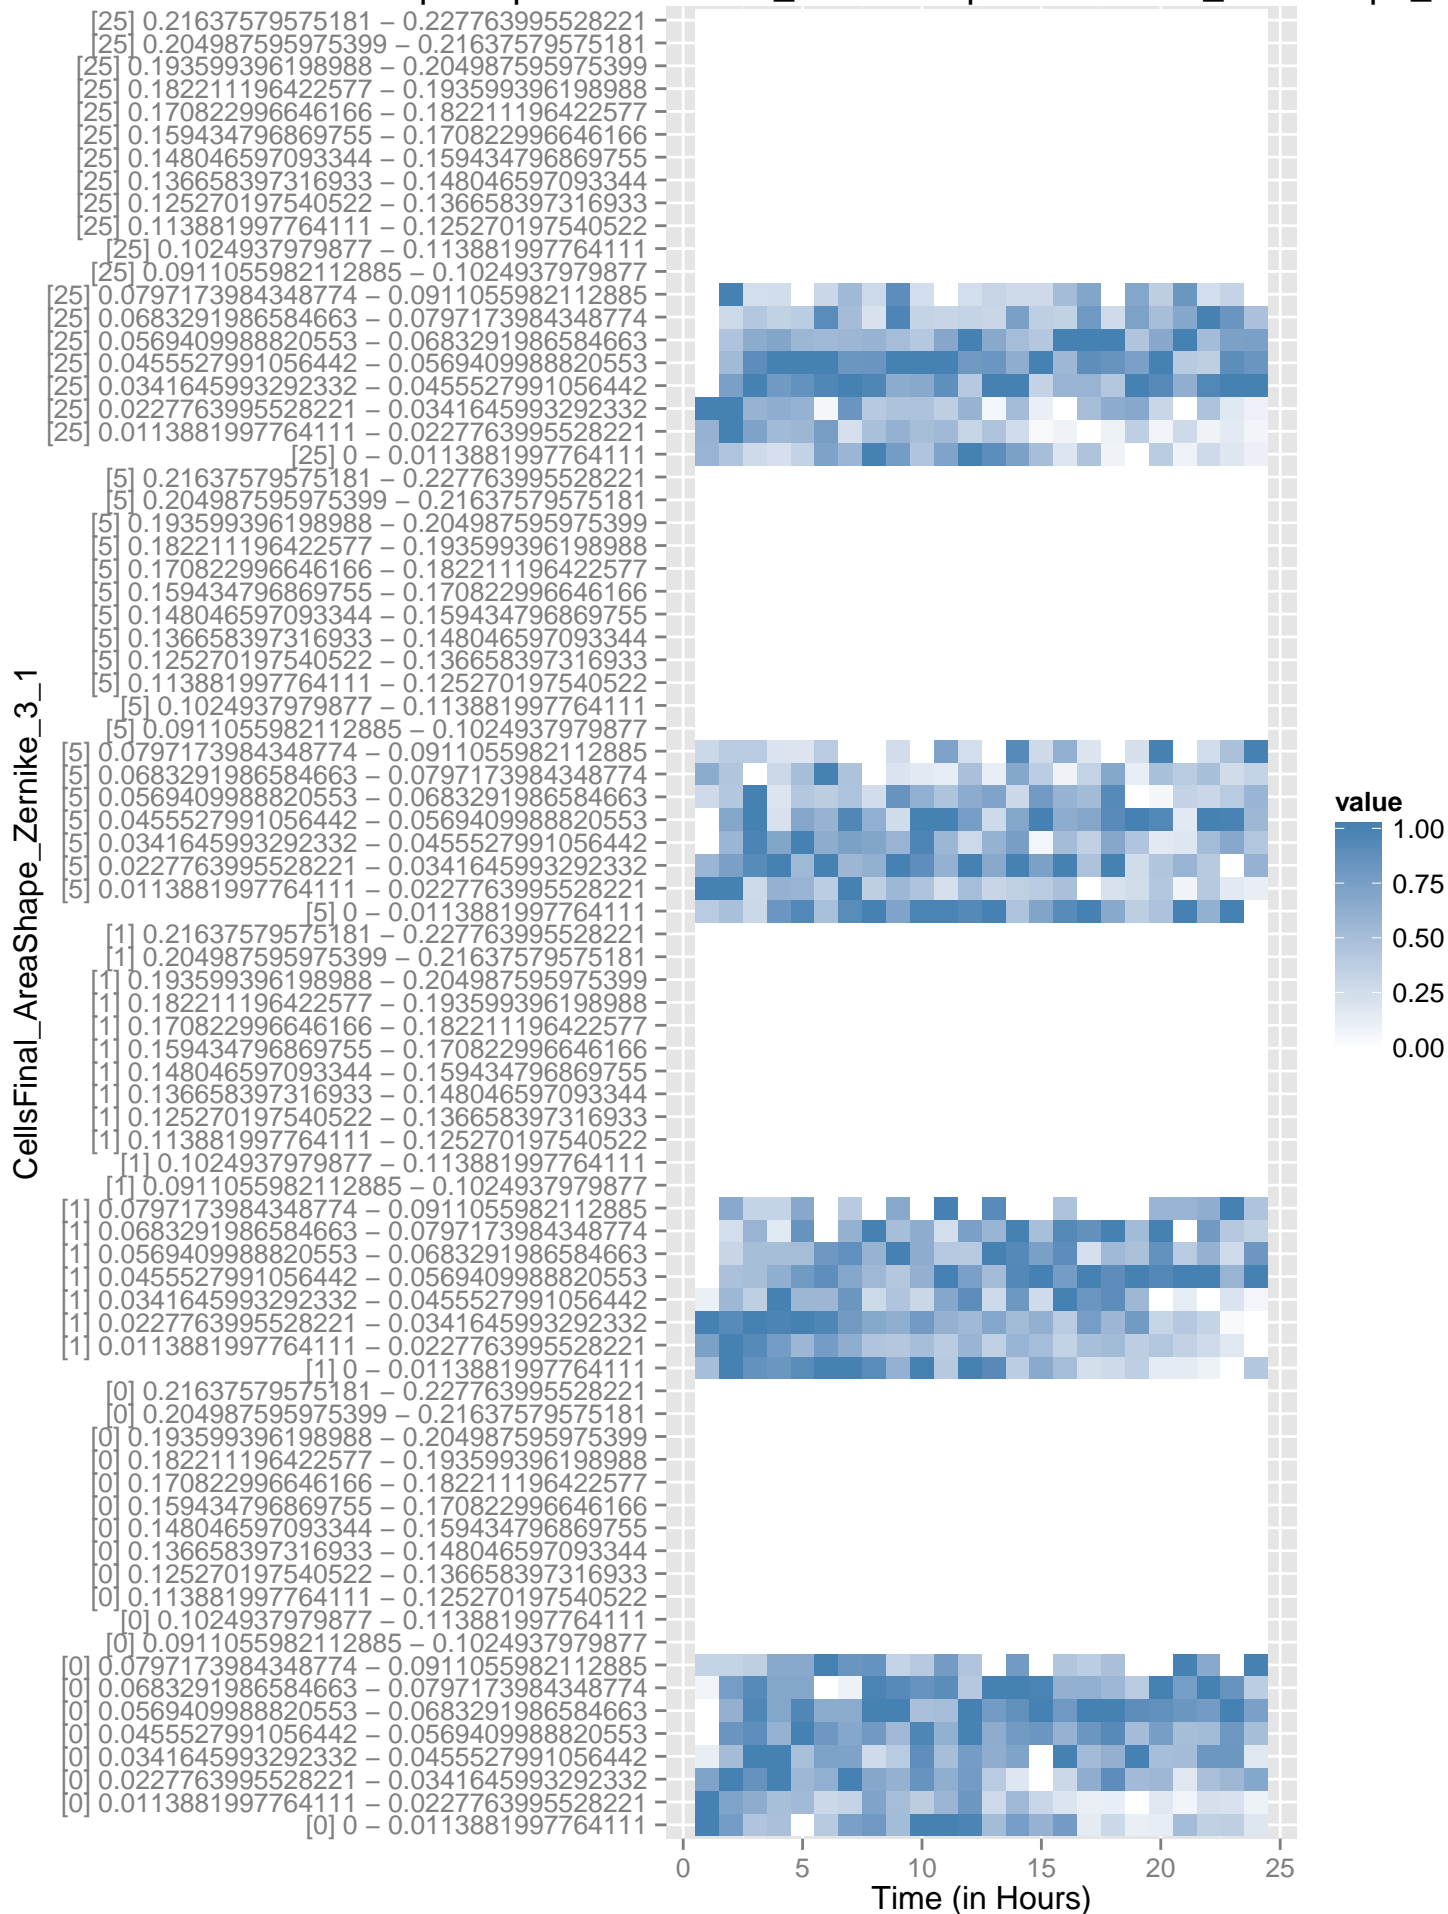 [25] 0.21637579575181 – 0.227763995528221
[25] 0.204987595975399 – 0.21637579575181
[25] 0.193599396198988 – 0.204987595975399
[25] 0.182211196422577 – 0.193599396198988
[25] 0.170822996646166 – 0.182211196422577
[25] 0.159434796869755 – 0.170822996646166
[25] 0.148046597093344 – 0.159434796869755
[25] 0.136658397316933 – 0.148046597093344
[25] 0.125270197540522 – 0.136658397316933
[25] 0.113881997764111 – 0.125270197540522
[25] 0.1024937979877 – 0.113881997764111
[25] 0.0911055982112885 – 0.1024937979877
[25] 0.0797173984348774 – 0.0911055982112885
[25] 0.0683291986584663 – 0.0797173984348774
[25] 0.0569409988820553 – 0.0683291986584663
[25] 0.0455527991056442 – 0.0569409988820553
[25] 0.0341645993292332 – 0.0455527991056442
[25] 0.0227763995528221 – 0.0341645993292332
[25] 0.0113881997764111 – 0.0227763995528221
[25] 0 – 0.0113881997764111
[5] 0.21637579575181 – 0.227763995528221
[5] 0.204987595975399 – 0.21637579575181
[5] 0.193599396198988 – 0.204987595975399
[5] 0.182211196422577 – 0.193599396198988
[5] 0.170822996646166 – 0.182211196422577
[5] 0.159434796869755 – 0.170822996646166
[5] 0.148046597093344 – 0.159434796869755
[5] 0.136658397316933 – 0.148046597093344
[5] 0.125270197540522 – 0.136658397316933
[5] 0.113881997764111 – 0.125270197540522
[5] 0.1024937979877 – 0.113881997764111
[5] 0.0911055982112885 – 0.1024937979877
[5] 0.0797173984348774 – 0.0911055982112885
[5] 0.0683291986584663 – 0.0797173984348774
[5] 0.0569409988820553 – 0.0683291986584663
[5] 0.0455527991056442 – 0.0569409988820553
[5] 0.0341645993292332 – 0.0455527991056442
[5] 0.0227763995528221 – 0.0341645993292332
[5] 0.0113881997764111 – 0.0227763995528221
[5] 0 – 0.0113881997764111
[1] 0.21637579575181 – 0.227763995528221
[1] 0.204987595975399 – 0.21637579575181
[1] 0.193599396198988 – 0.204987595975399
[1] 0.182211196422577 – 0.193599396198988
[1] 0.170822996646166 – 0.182211196422577
[1] 0.159434796869755 – 0.170822996646166
[1] 0.148046597093344 – 0.159434796869755
[1] 0.136658397316933 – 0.148046597093344
[1] 0.125270197540522 – 0.136658397316933
[1] 0.113881997764111 – 0.125270197540522
[1] 0.1024937979877 – 0.113881997764111
[1] 0.0911055982112885 – 0.1024937979877
[1] 0.0797173984348774 – 0.0911055982112885
[1] 0.0683291986584663 – 0.0797173984348774
[1] 0.0569409988820553 – 0.0683291986584663
[1] 0.0455527991056442 – 0.0569409988820553
[1] 0.0341645993292332 – 0.0455527991056442
[1] 0.0227763995528221 – 0.0341645993292332
[1] 0.0113881997764111 – 0.0227763995528221
[1] 0 – 0.0113881997764111
[0] 0.21637579575181 – 0.227763995528221
[0] 0.204987595975399 – 0.21637579575181
[0] 0.193599396198988 – 0.204987595975399
[0] 0.182211196422577 – 0.193599396198988
[0] 0.170822996646166 – 0.182211196422577
[0] 0.159434796869755 – 0.170822996646166
[0] 0.148046597093344 – 0.159434796869755
[0] 0.136658397316933 – 0.148046597093344
[0] 0.125270197540522 – 0.136658397316933
[0] 0.113881997764111 – 0.125270197540522
[0] 0.1024937979877 – 0.113881997764111
[0] 0.0911055982112885 – 0.1024937979877
[0] 0.0797173984348774 – 0.0911055982112885
[0] 0.0683291986584663 – 0.0797173984348774
[0] 0.0569409988820553 – 0.0683291986584663
[0] 0.0455527991056442 – 0.0569409988820553
[0] 0.0341645993292332 – 0.0455527991056442
[0] 0.0227763995528221 – 0.0341645993292332
[0] 0.0113881997764111 – 0.0227763995528221
[0] 0 – 0.0113881997764111
CellsFinal_AreaShape_Zernike_3_1
0 5 10 15 20 25
Time (in Hours)
value
1.00
0.75
0.50
0.25
0.00